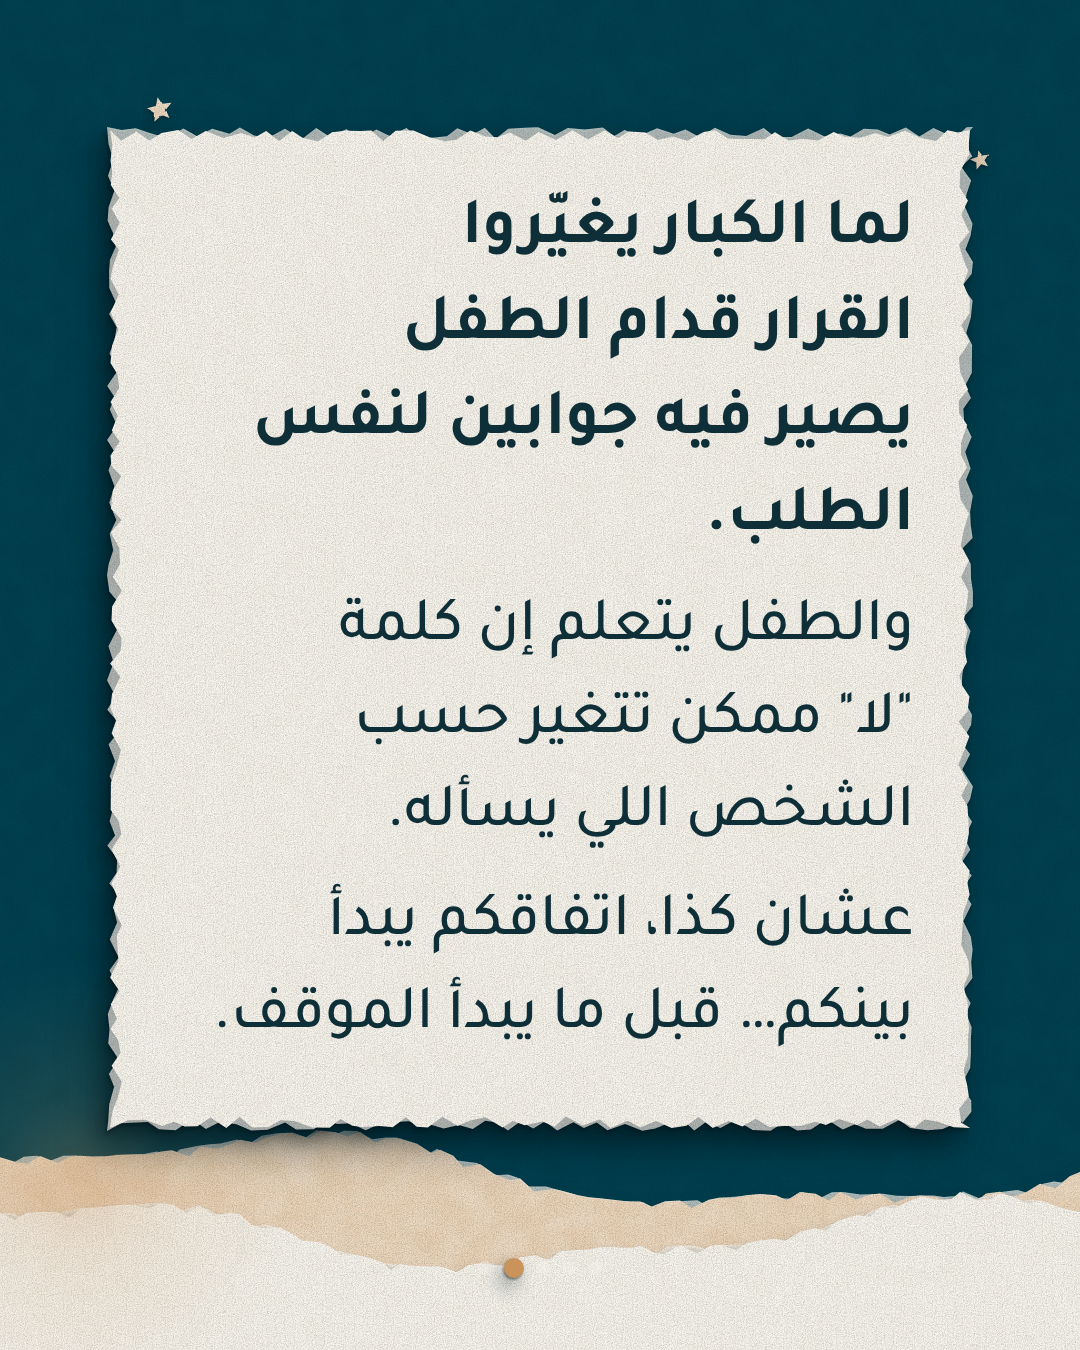 لما الكبار يغيّروا
القرار قدام الطفل
يصير فيه جوابين لنفس
الطلب.
والطفل يتعلم إن كلمة
"لا" ممكن تتغير حسب
الشخص اللي يسأله.
عشان كذا، اتفاقكم يبدأ
بينكم... قبل ما يبدأ الموقف.